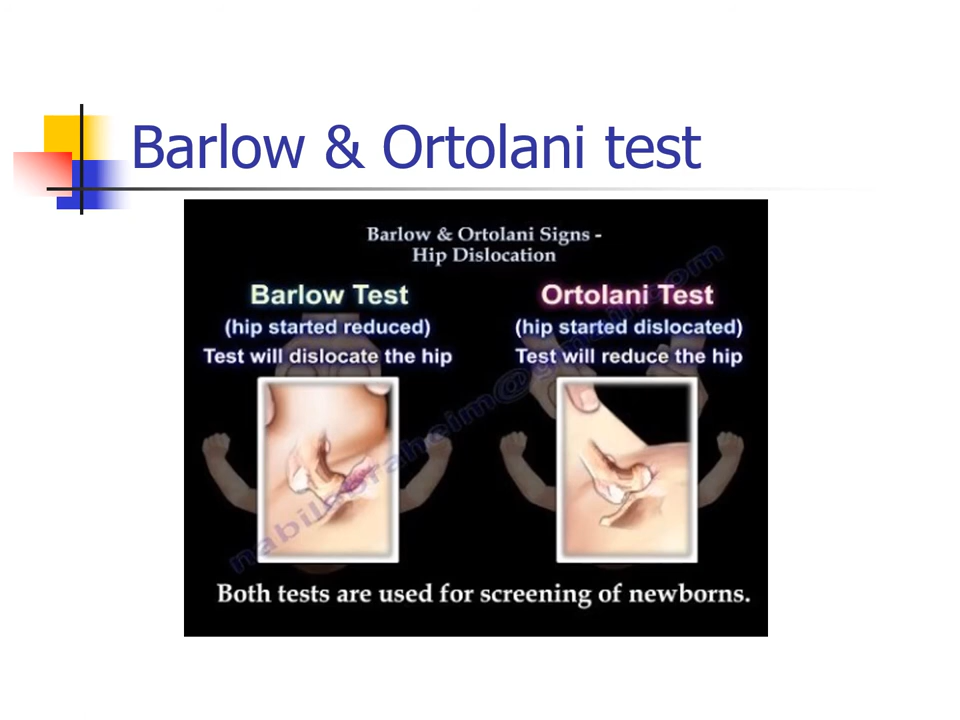 Barlow & Ortolani test
Barlow & Ortolani Signs -
Hip Dislocation
Barlow Test
(hip started reduced)
Test will dislocate the hip
Ortolani Test
(hip started dislocated)
Test will reduce the hip
Both tests are used for screening of newborns.